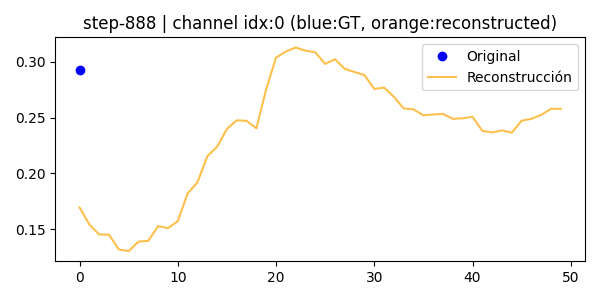 step-888 | channel idx:0 (blue:GT, orange:reconstructed)
Original
Reconstrucción
0.30
0.25
0.20
0.15
0 10 20 30 40 50